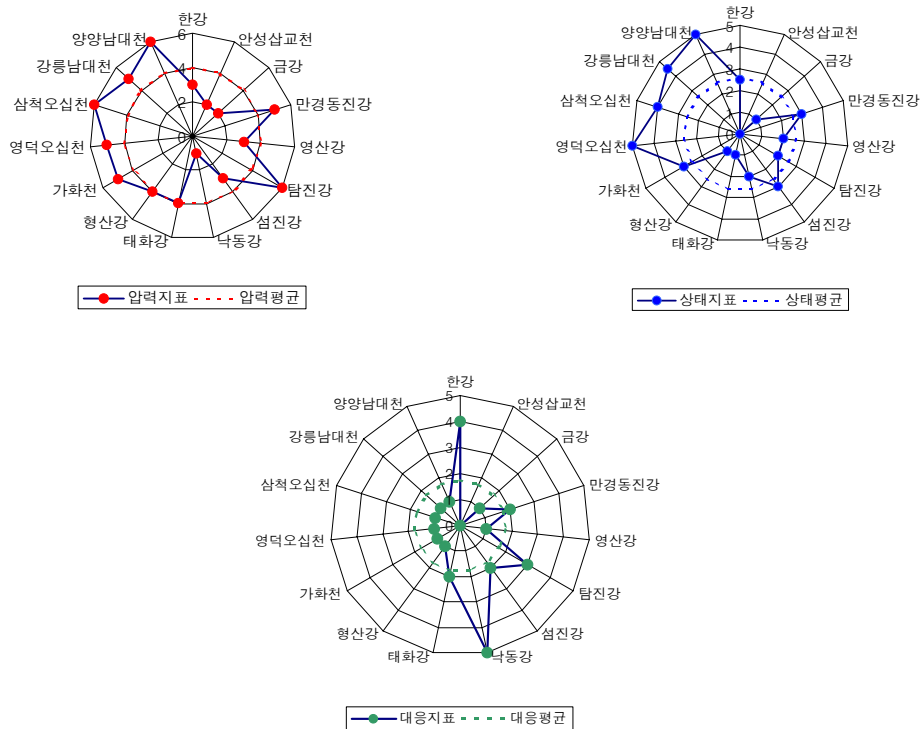 한강
6
4
2
0
안성삽교천
금강
만경동진강
영산강
탐진강
섬진강
낙동강
태화강
형산강
가화천
영덕오십천
삼척오십천
강릉남대천
양양남대천
압력지표 압력평균
한강
5
4
3
2
1
0
안성삽교천
금강
만경동진강
영산강
탐진강
섬진강
낙동강
태화강
형산강
가화천
영덕오십천
삼척오십천
강릉남대천
양양남대천
상태지표 상태평균
한강
5
4
3
2
1
0
안성삽교천
금강
만경동진강
영산강
탐진강
섬진강
낙동강
태화강
형산강
가화천
영덕오십천
삼척오십천
강릉남대천
양양남대천
대응지표 대응평균